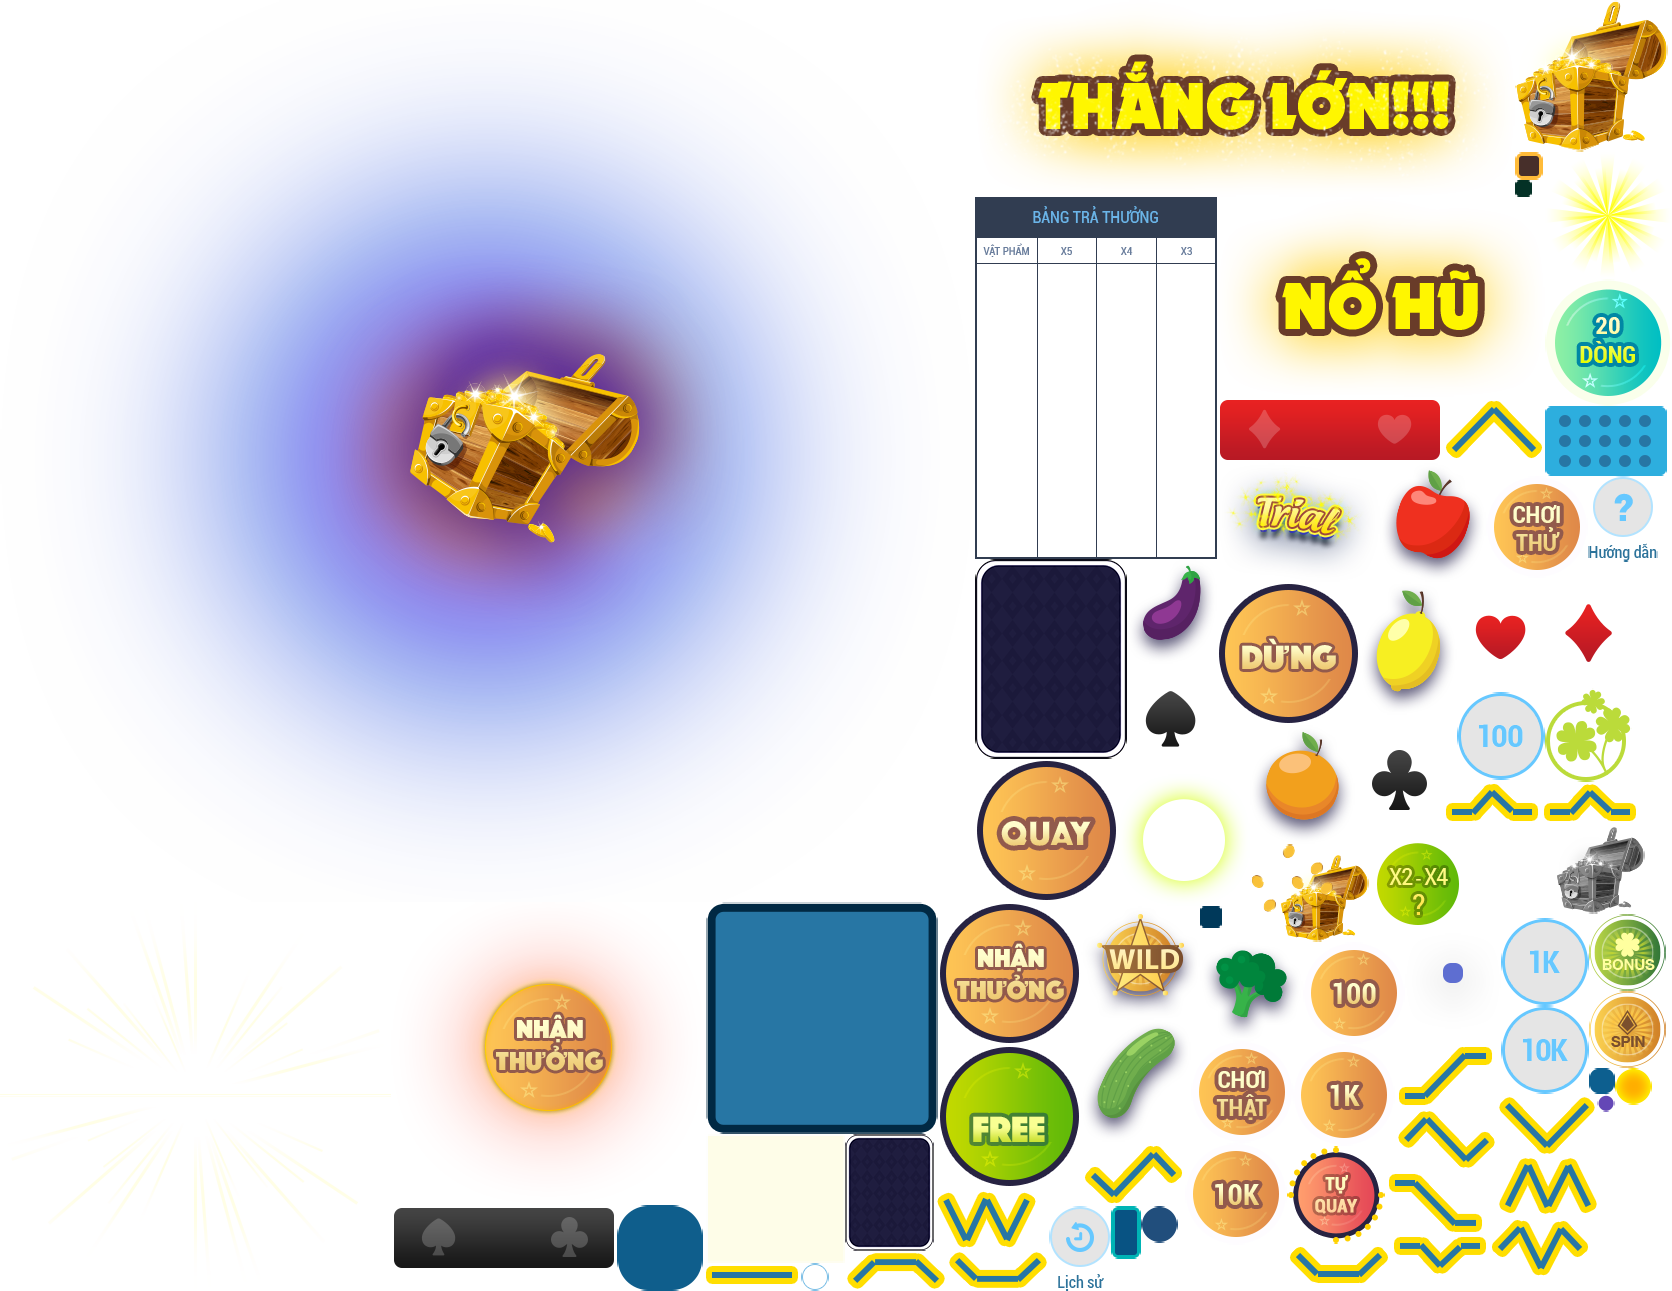 THẮNG LỚN!!!
BẢNG TRẢ THƯỞNG
VẬT PHẨM X5 X4 X3
NỔ HŨ
20
DÒNG
Trial
CHƠI
THỬ
?
Hướng dẫn
DỪNG
100
QUAY
X2-X4
?
NHẬN
THƯỞNG
WILD
100
1K
BONUS
NHẬN
THƯỞNG
10K
SPIN
FREE
CHƠI
THẬT
1K
10K
TỰ
QUAY
Lịch sử